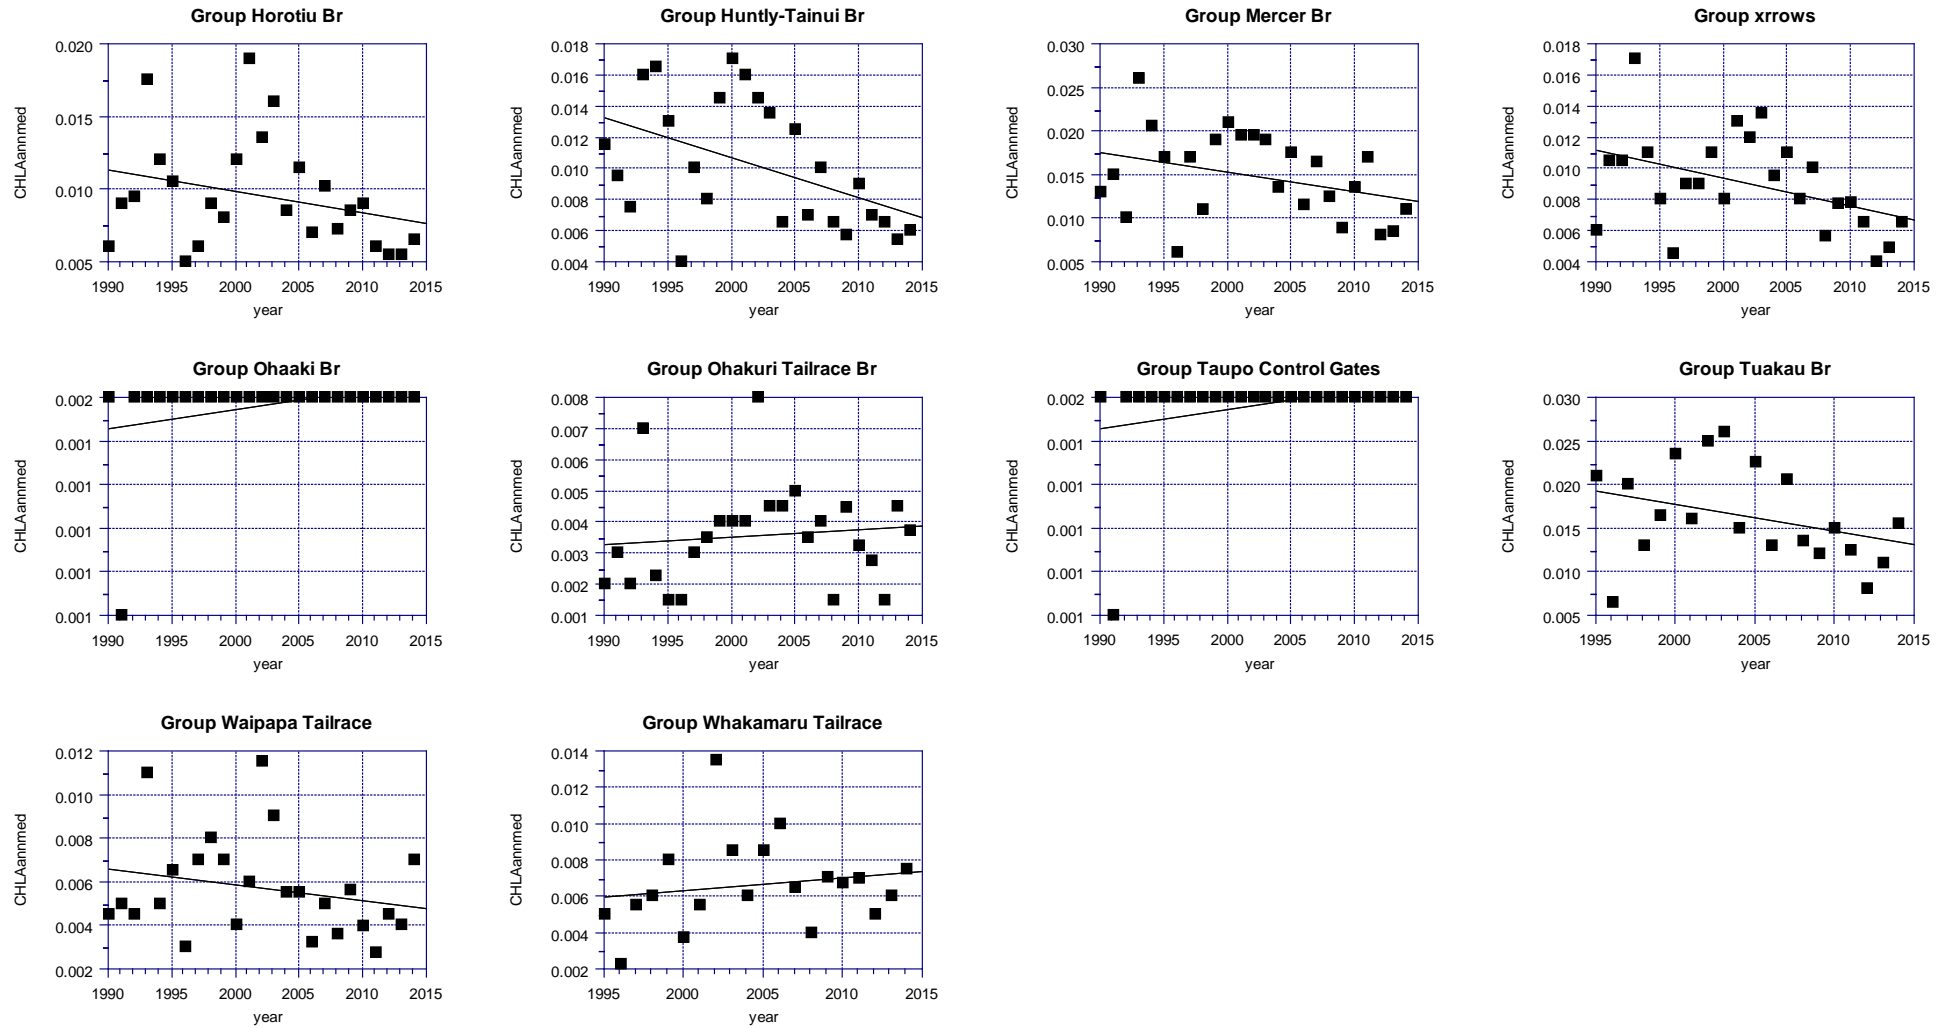 Group Horotiu Br
0.020
0.015
0.010
0.005
CHLAannmed
1990 1995 2000 2005 2010 2015
year
Group Huntly-Tainui Br
0.018
0.016
0.014
0.012
0.010
0.008
0.006
0.004
CHLAannmed
1990 1995 2000 2005 2010 2015
year
Group Mercer Br
0.030
0.025
0.020
0.015
0.010
0.005
CHLAannmed
1990 1995 2000 2005 2010 2015
year
Group xrrows
0.018
0.016
0.014
0.012
0.010
0.008
0.006
0.004
CHLAannmed
1990 1995 2000 2005 2010 2015
year
Group Ohaaki Br
0.002
0.001
0.001
0.001
0.001
0.001
CHLAannmed
1990 1995 2000 2005 2010 2015
year
Group Ohakuri Tailrace Br
0.008
0.007
0.006
0.005
0.004
0.003
0.002
0.001
CHLAannmed
1990 1995 2000 2005 2010 2015
year
Group Taupo Control Gates
0.002
0.001
0.001
0.001
0.001
0.001
CHLAannmed
1990 1995 2000 2005 2010 2015
year
Group Tuakau Br
0.030
0.025
0.020
0.015
0.010
0.005
CHLAannmed
1995 2000 2005 2010 2015
year
Group Waipapa Tailrace
0.012
0.010
0.008
0.006
0.004
0.002
CHLAannmed
1990 1995 2000 2005 2010 2015
year
Group Whakamaru Tailrace
0.014
0.012
0.010
0.008
0.006
0.004
0.002
CHLAannmed
1995 2000 2005 2010 2015
year